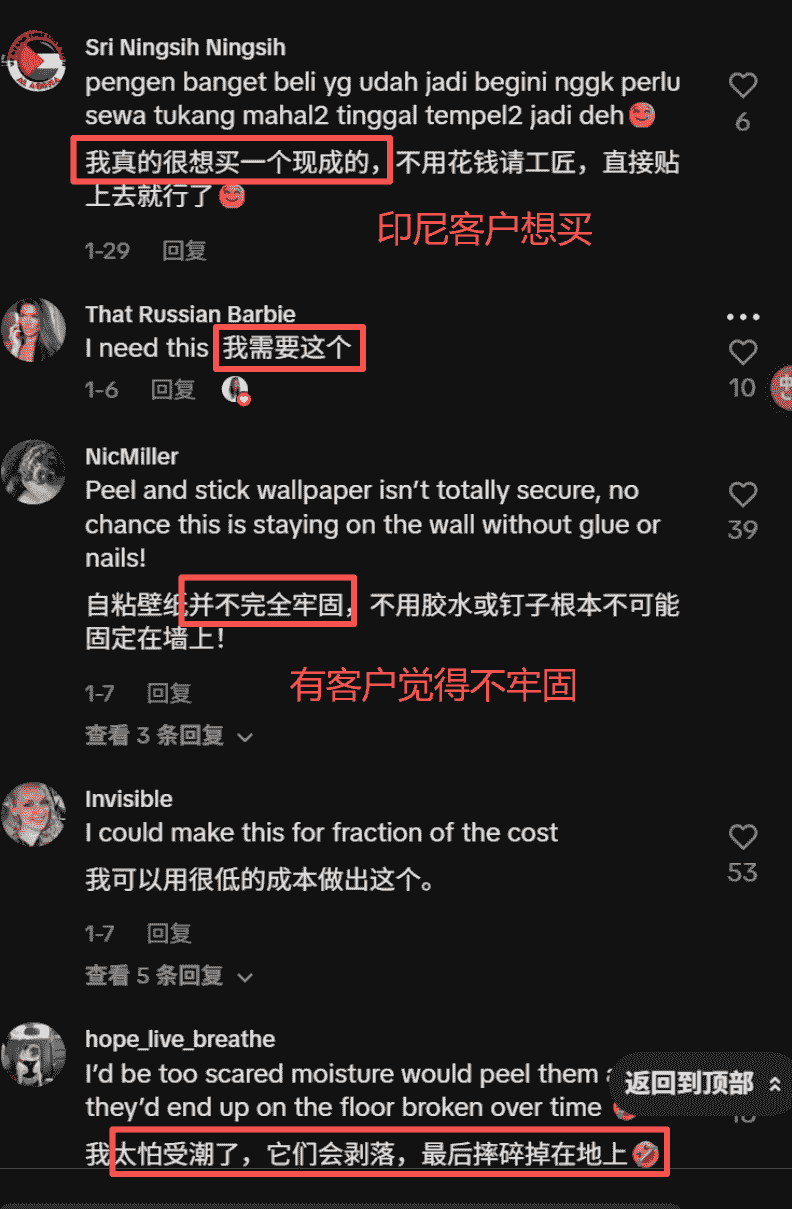 Sri Ningsih Ningsih
pengen banget beli yg udah jadi begini nggk perlu
sewa tukang mahal2 tinggal tempel2 jadi deh
6
我真的很想买一个现成的，不用花钱请工匠，直接贴
上去就行了
印尼客户想买
1-29 回复
That Russian Barbie
I need this 我需要这个
1-6 回复
10
NicMiller
Peel and stick wallpaper isn’t totally secure, no
chance this is staying on the wall without glue or
nails!
39
自粘壁纸并不完全牢固，不用胶水或钉子根本不可能
固定在墙上！
有客户觉得不牢固
1-7 回复
查看 3 条回复
Invisible
I could make this for fraction of the cost
我可以用很低的成本做出这个。
53
1-7 回复
查看 5 条回复
hope_live_breathe
I’d be too scared moisture would peel them
they’d end up on the floor broken over time
返回到顶部
我太怕受潮了，它们会剥落，最后摔碎掉在地上